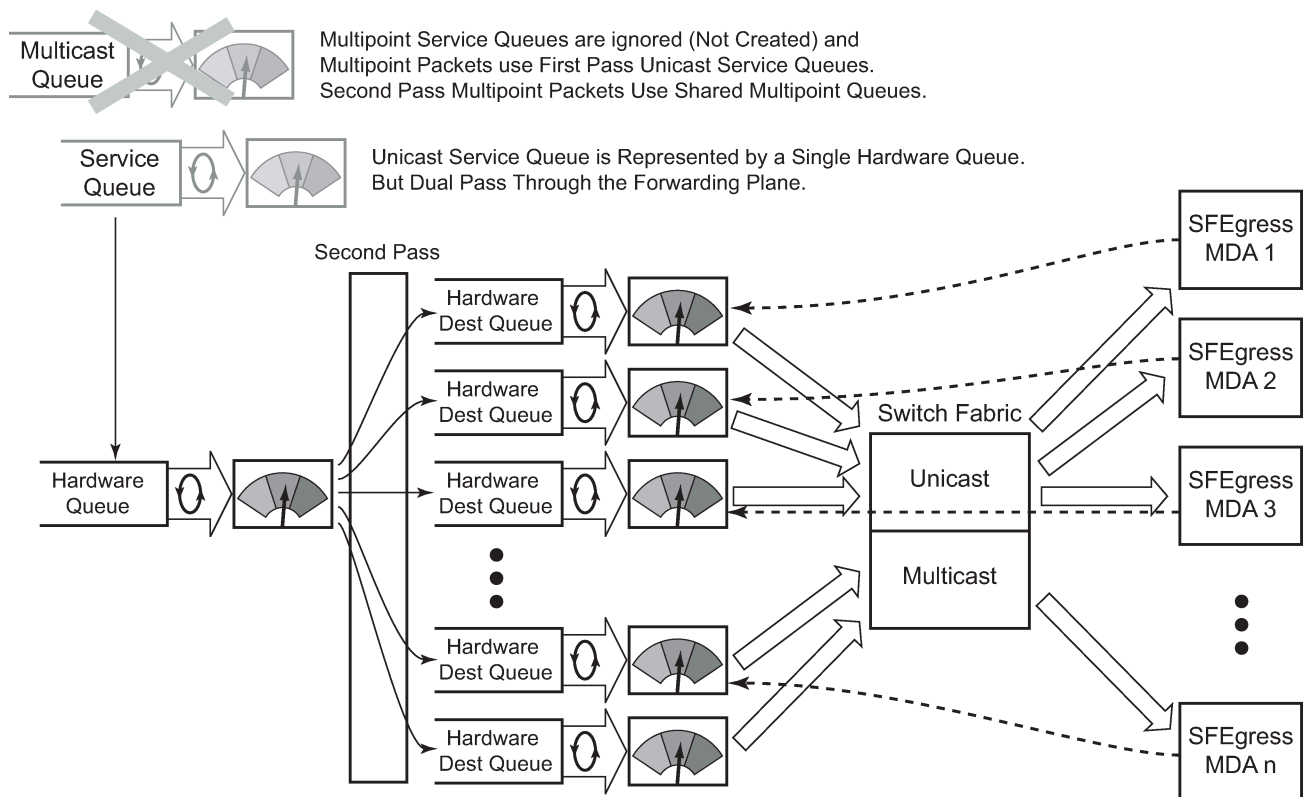 Multicast
Queue
Multipoint Service Queues are ignored (Not Created) and
Multipoint Packets use First Pass Unicast Service Queues.
Second Pass Multipoint Packets Use Shared Multipoint Queues.
Service
Queue
Unicast Service Queue is Represented by a Single Hardware Queue.
But Dual Pass Through the Forwarding Plane.
Second Pass
Hardware
Queue
Hardware
Dest Queue
Hardware
Dest Queue
Hardware
Dest Queue
Hardware
Dest Queue
Hardware
Dest Queue
Switch Fabric
Unicast
Multicast
SFEgress
MDA 1
SFEgress
MDA 2
SFEgress
MDA 3
SFEgress
MDA n